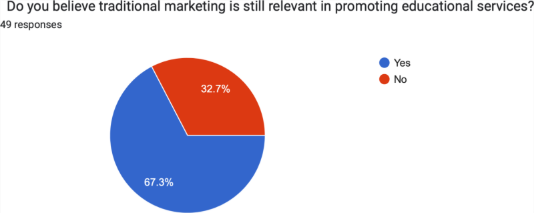 Do you believe traditional marketing is still relevant in promoting educational services?
49 responses
Yes
No
32.7%
67.3%